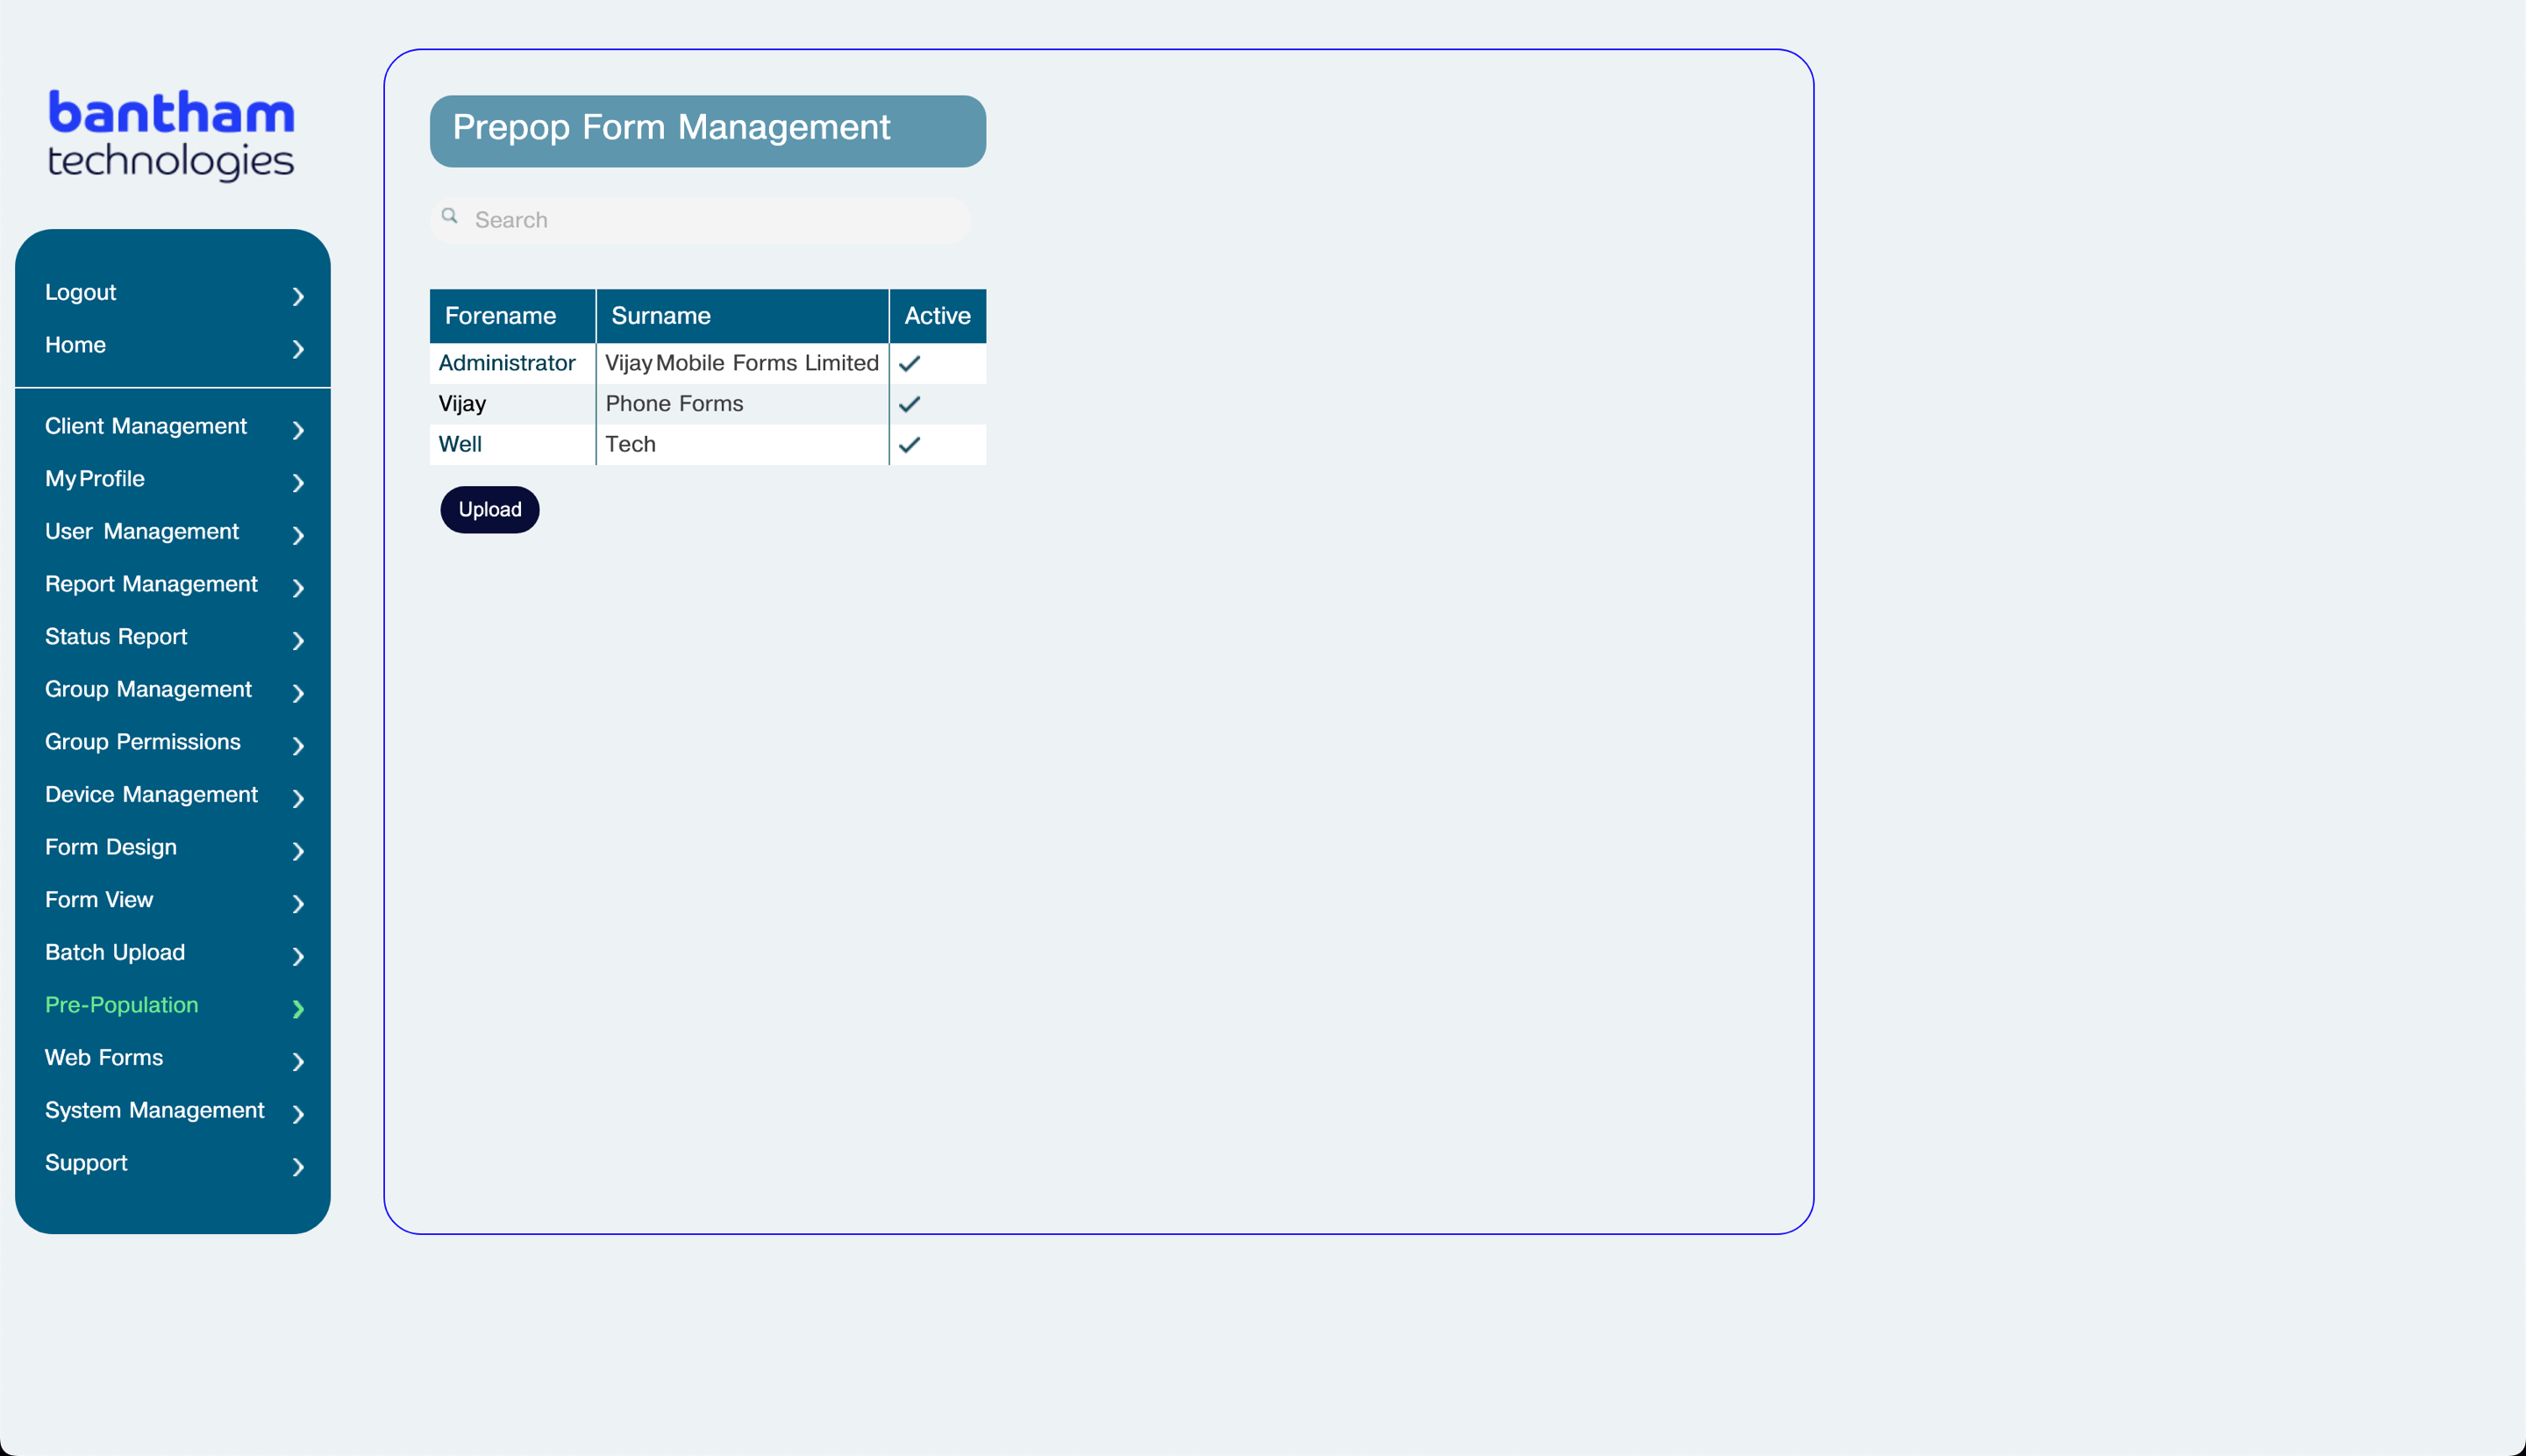 bantham
technologies
Logout
Home
Client Management
My Profile
User Management
Report Management
Status Report
Group Management
Group Permissions
Device Management
Form Design
Form View
Batch Upload
Pre-Population
Web Forms
System Management
Support
Prepop Form Management
Search
Forename Surname Active
Administrator Vijay Mobile Forms Limited
Vijay Phone Forms
Well Tech
Upload